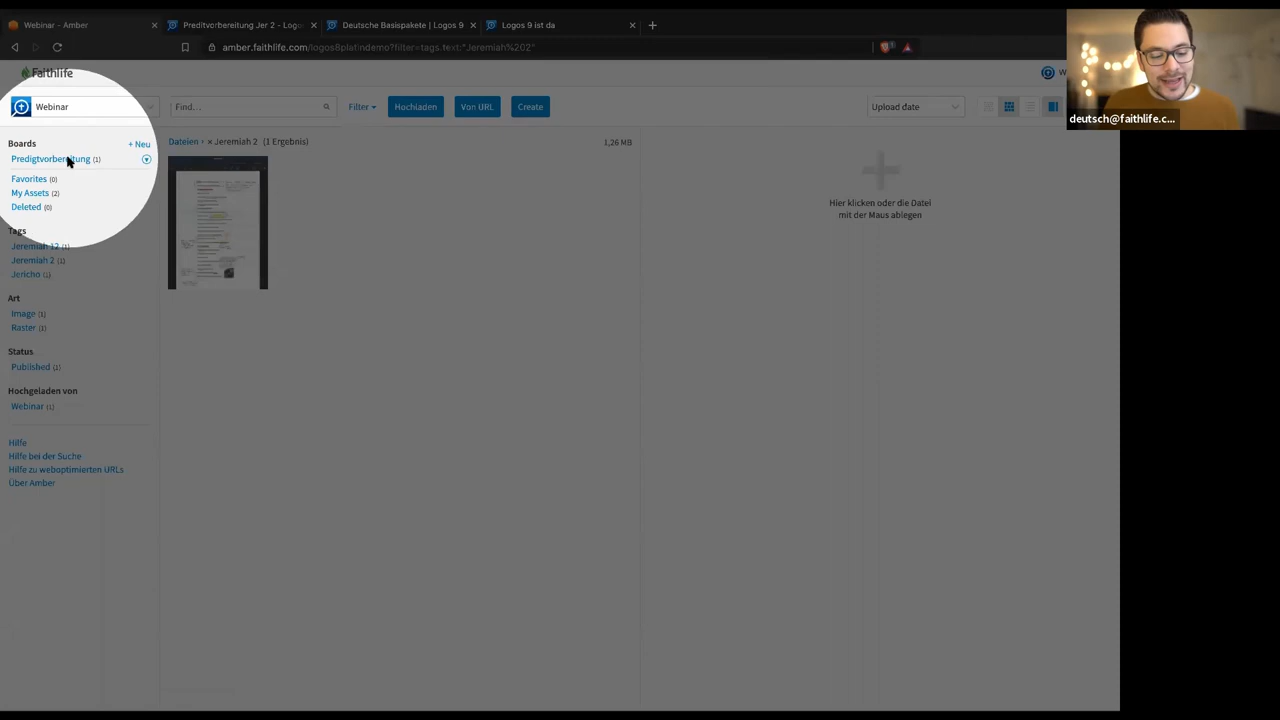 Webinar - Amber
Preditvorbereitung Jer 2 - Logo
Deutsche Basispakete | Logos 9
Logos 9 ist da
amber.faithlife.com/logos8platindemo?filter=tags.text:"Jeremiah%202"
Faithlife
W
Webinar
Find...
Filter
Hochladen
Von URL
Create
Upload date
deutsch@faithlife.c...
Boards
+ Neu
Predigtvorbereitung (1)
Favorites (0)
My Assets (2)
Deleted (0)
Tags
Jeremiah 12 (1)
Jeremiah 2 (1)
Jericho (1)
Art
Image (1)
Raster (1)
Status
Published (1)
Hochgeladen von
Webinar (1)
Hilfe
Hilfe bei der Suche
Hilfe zu weboptimierten URLs
Über Amber
Dateien › × Jeremiah 2 (1 Ergebnis)
1,26 MB
Hier klicken oder die Datei
mit der Maus ablegen